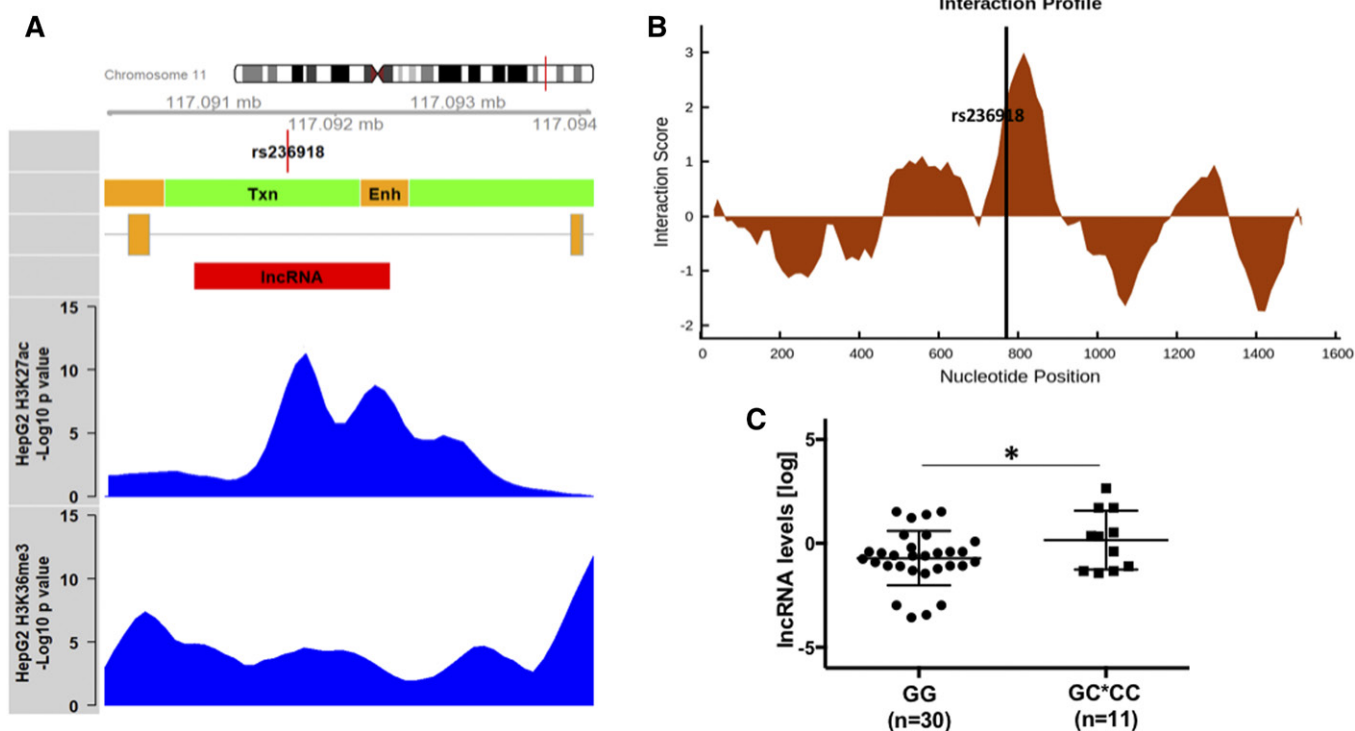 A
Chromosome 11
117.091 mb
117.093 mb
117.092 mb
117.094
rs236918
Txn
Enh
lncRNA
HepG2 H3K27ac
-Log10 p value
15
10
5
0
HepG2 H3K36me3
-Log10 p value
15
10
5
0
B
Interaction Profile
Interaction Score
3
2
1
0
-1
-2
rs236918
0
200
400
600
800
1000
1200
1400
1600
Nucleotide Position
C
lncRNA levels [log]
5
0
-5
*
GG
(n=30)
GC*CC
(n=11)